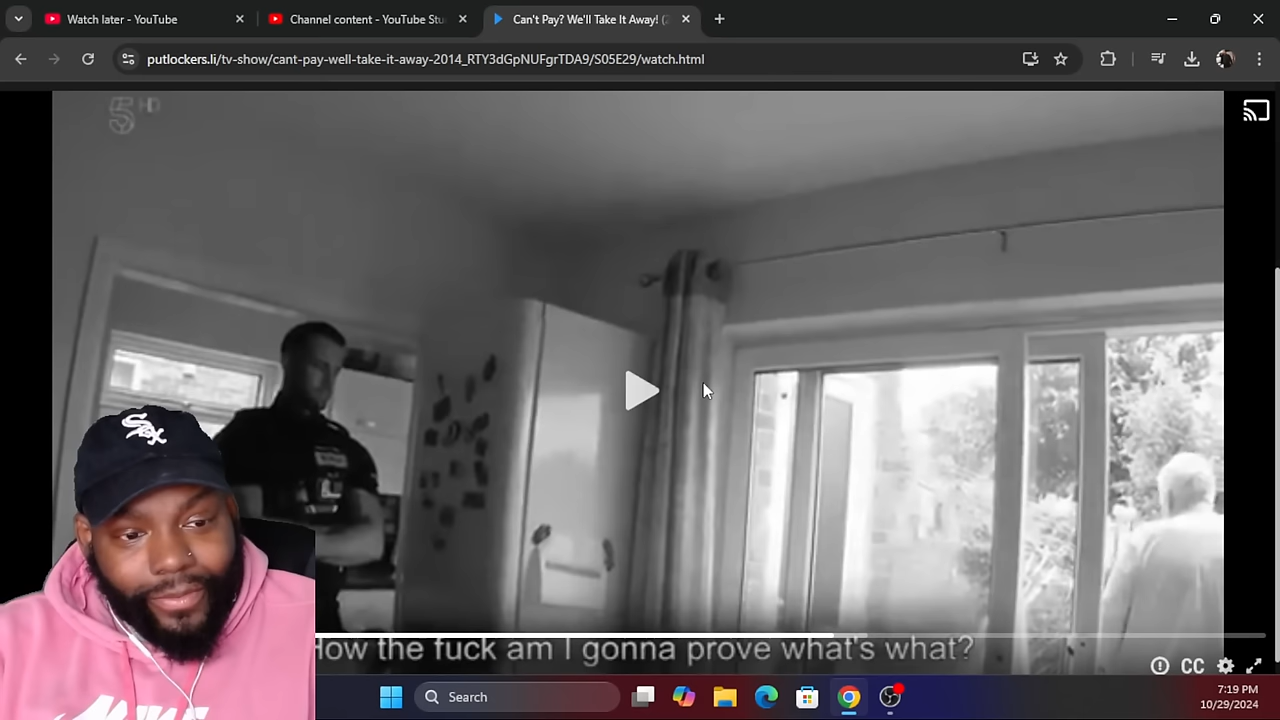 Watch later - YouTube
Channel content - YouTube Stu
Can't Pay? We'll Take It Away! (2
putlockers.li/tv-show/cant-pay-well-take-it-away-2014_RTY3dGpNUFgrTDA9/S05E29/watch.html
5 HD
Sox
How the fuck am I gonna prove what's what?
CC
Search
7:19 PM
10/29/2024